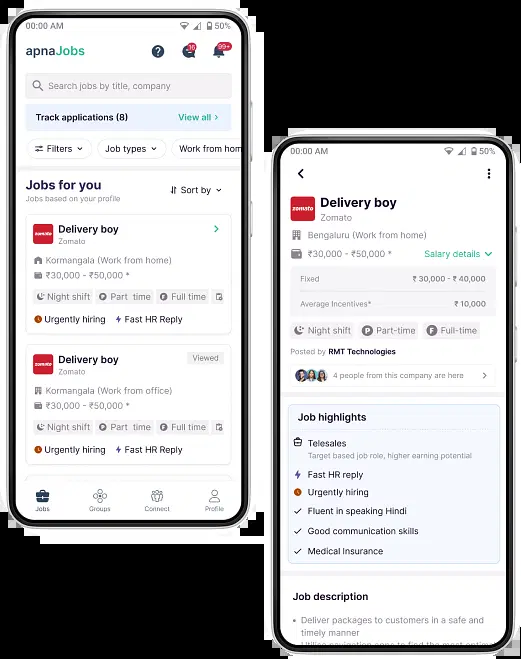 00:00 AM 50%
apnaJobs
16
99+
Search jobs by title, company
Track applications (8) View all
Filters Job types Work from hom
Jobs for you
Jobs based on your profile
Sort by
zomato
Delivery boy
Zomato
Kormangala (Work from home)
₹30,000 - ₹50,000 *
Night shift P Part time F Full time
Urgently hiring Fast HR Reply
zomato
Delivery boy Viewed
Zomato
Kormangala (Work from office)
₹30,000 - ₹50,000 *
Night shift P Part time F Full time
Urgently hiring Fast HR Reply
Jobs Groups Connect Profile
00:00 AM 50%
zomato
Delivery boy
Zomato
Bengaluru (Work from home)
₹30,000 - ₹50,000 * Salary details
Fixed ₹ 30,000 - ₹ 40,000
Average Incentives* ₹ 10,000
Night shift P Part-time F Full-time
Posted by RMT Technologies
4 people from this company are here
Job highlights
Telesales
Target based job role, higher earning potential
Fast HR reply
Urgently hiring
Fluent in speaking Hindi
Good communication skills
Medical Insurance
Job description
Deliver packages to customers in a safe and
timely manner